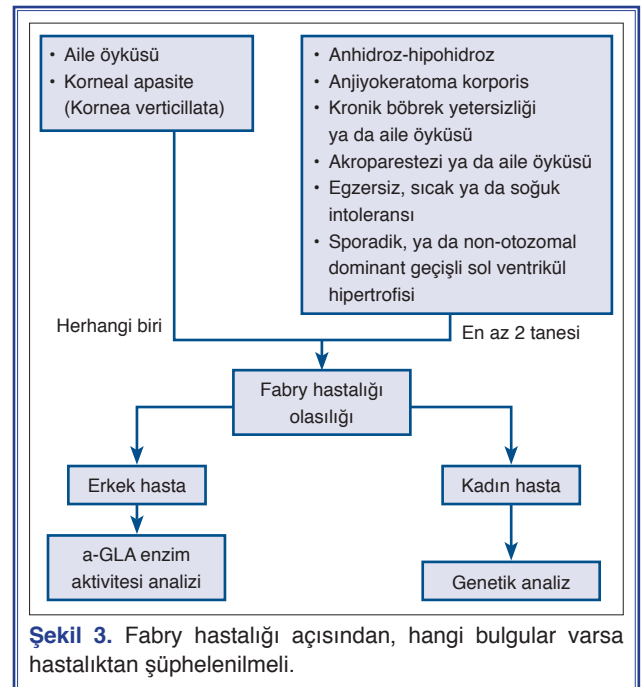 • Aile öyküsü
• Korneal apasite
(Kornea verticillata)
• Anhidroz-hipohidroz
• Anjiyokeratoma korporis
• Kronik böbrek yetersizliği
ya da aile öyküsü
• Akroparestezi ya da aile öyküsü
• Egzersiz, sıcak ya da soğuk
intoleransı
• Sporadik, ya da non-otozomal
dominant geçişli sol ventrikül
hipertrofisi
Herhangi biri
En az 2 tanesi
Fabry hastalığı
olasılığı
Erkek hasta
Kadın hasta
a-GLA enzim
aktivitesi analizi
Genetik analiz
Şekil 3. Fabry hastalığı açısından, hangi bulgular varsa
hastalıktan şüphelenilmeli.